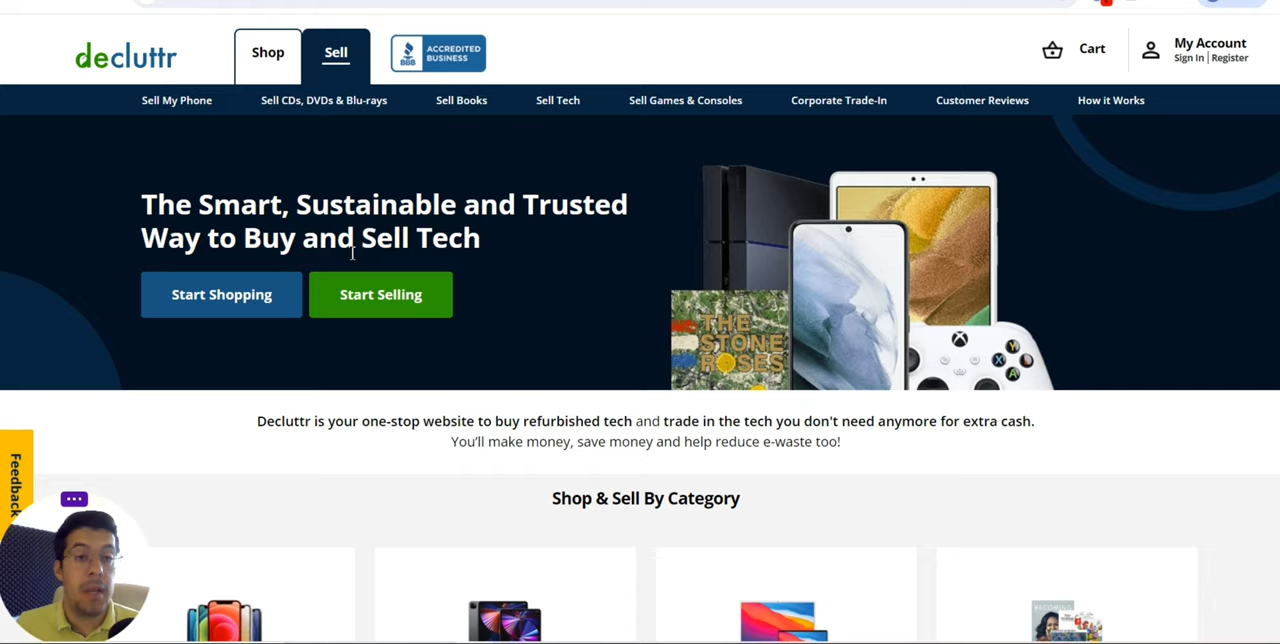 decluttr
Shop
Sell
BBB
ACCREDITED
BUSINESS
Cart
My Account
Sign In | Register
Sell My Phone
Sell CDs, DVDs & Blu-rays
Sell Books
Sell Tech
Sell Games & Consoles
Corporate Trade-In
Customer Reviews
How it Works
The Smart, Sustainable and Trusted
Way to Buy and Sell Tech
Start Shopping
Start Selling
THE
STONE
ROSES
Y
X
A
Decluttr is your one-stop website to buy refurbished tech and trade in the tech you don't need anymore for extra cash.
You'll make money, save money and help reduce e-waste too!
Feedback
Shop & Sell By Category
BECOMING